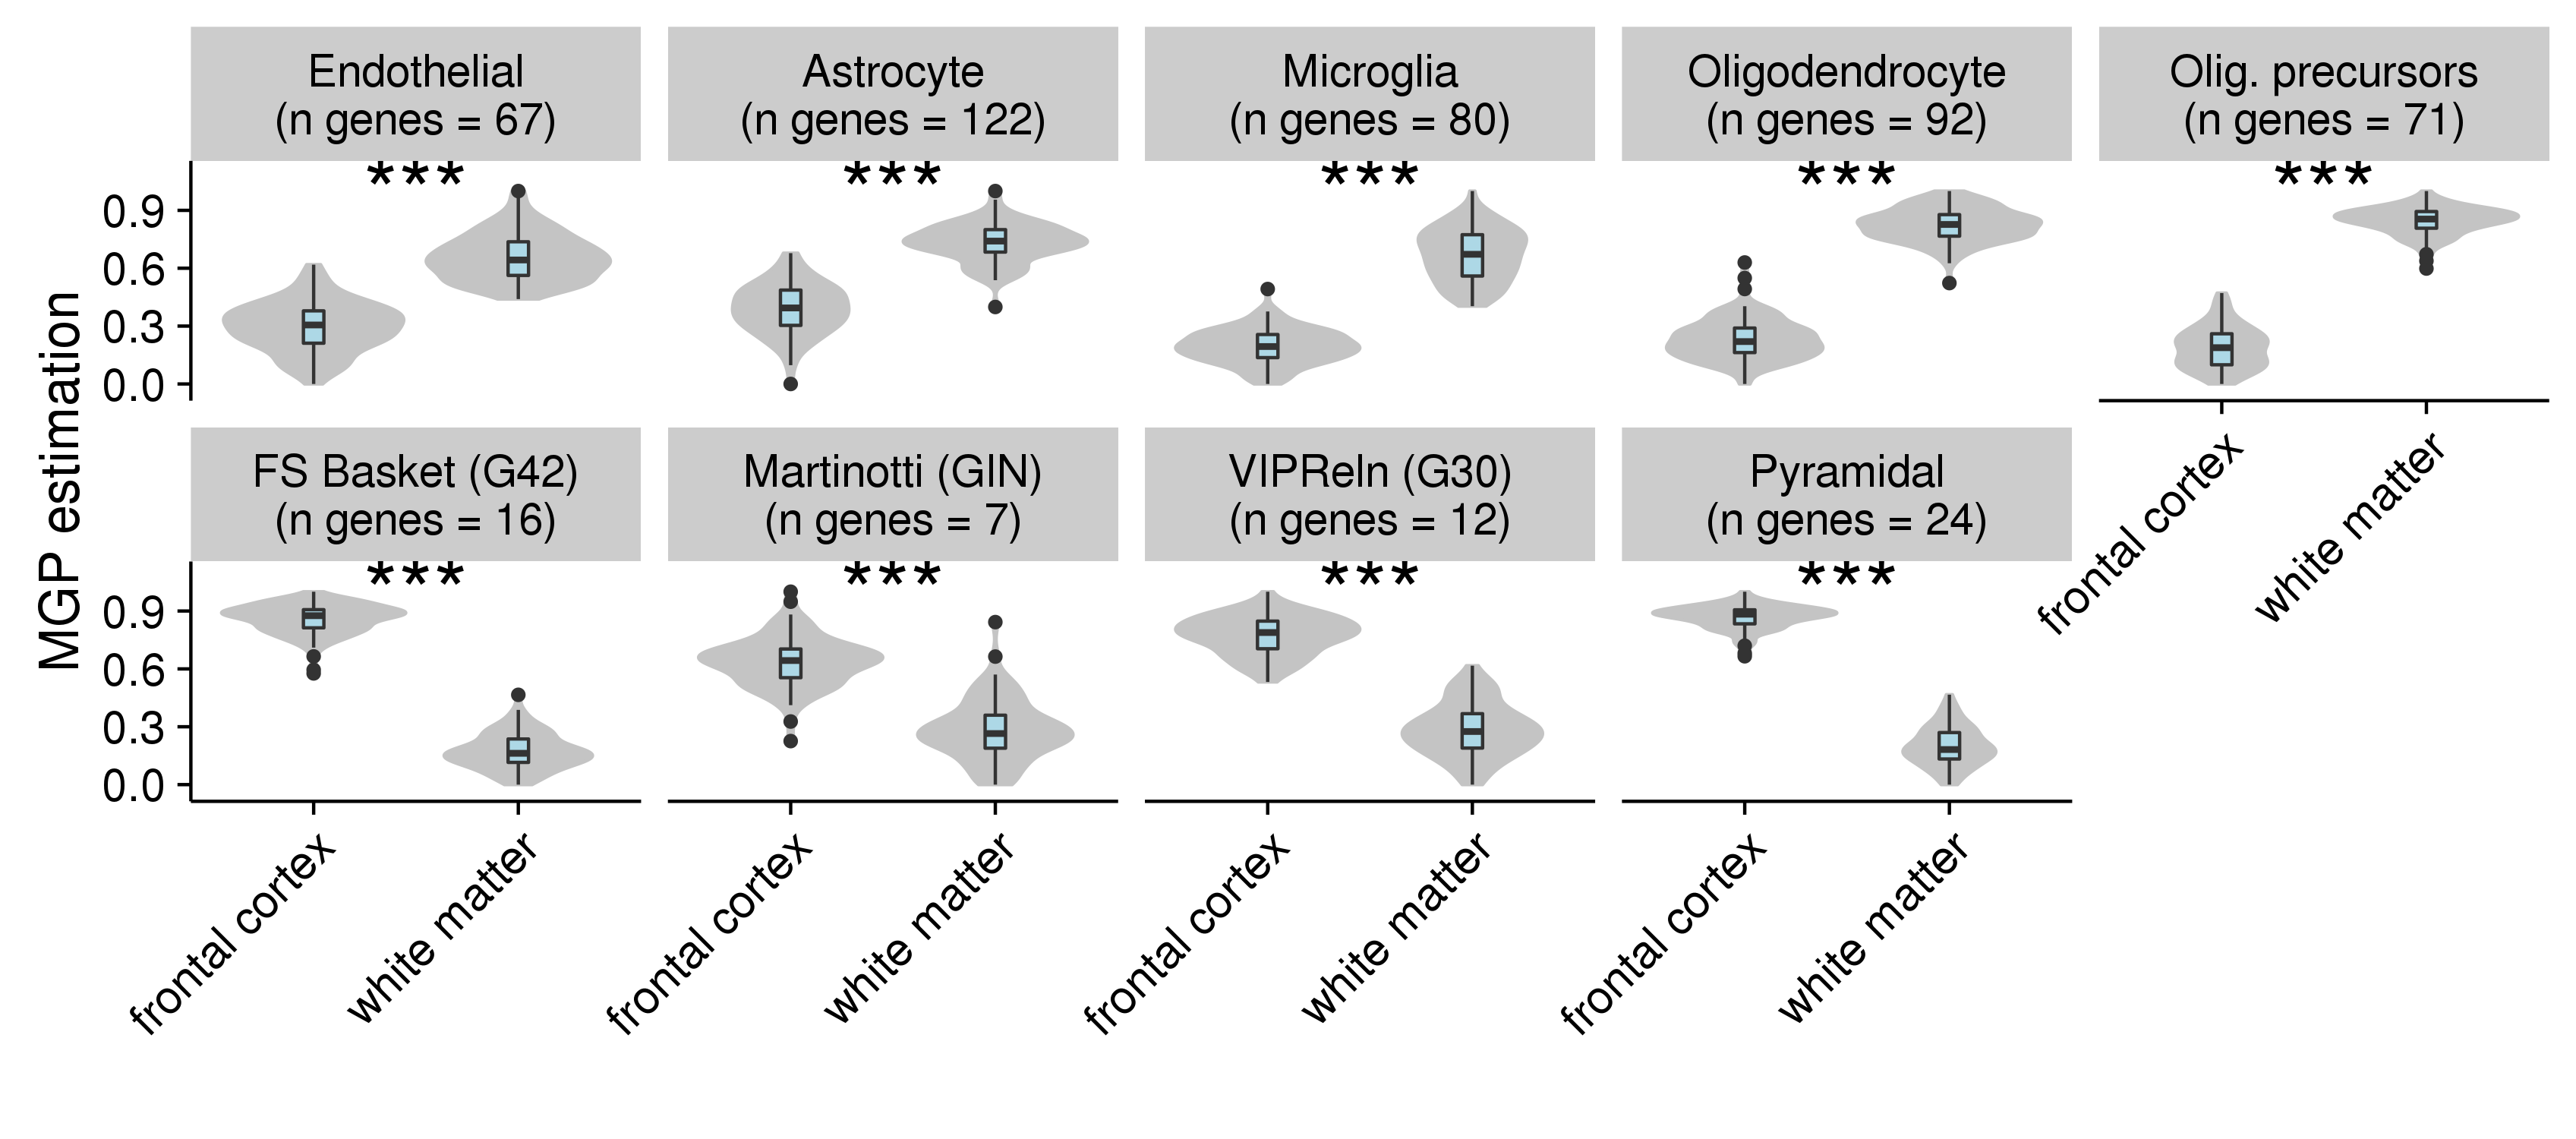 Endothelial
(n genes = 67)
Astrocyte
(n genes = 122)
Microglia
(n genes = 80)
Oligodendrocyte
(n genes = 92)
Olig. precursors
(n genes = 71)
***
***
***
***
***
MGP estimation
0.9
0.6
0.3
0.0
frontal cortex
white matter
FS Basket (G42)
(n genes = 16)
Martinotti (GIN)
(n genes = 7)
VIPReln (G30)
(n genes = 12)
Pyramidal
(n genes = 24)
***
***
***
***
0.9
0.6
0.3
0.0
frontal cortex
white matter
frontal cortex
white matter
frontal cortex
white matter
frontal cortex
white matter